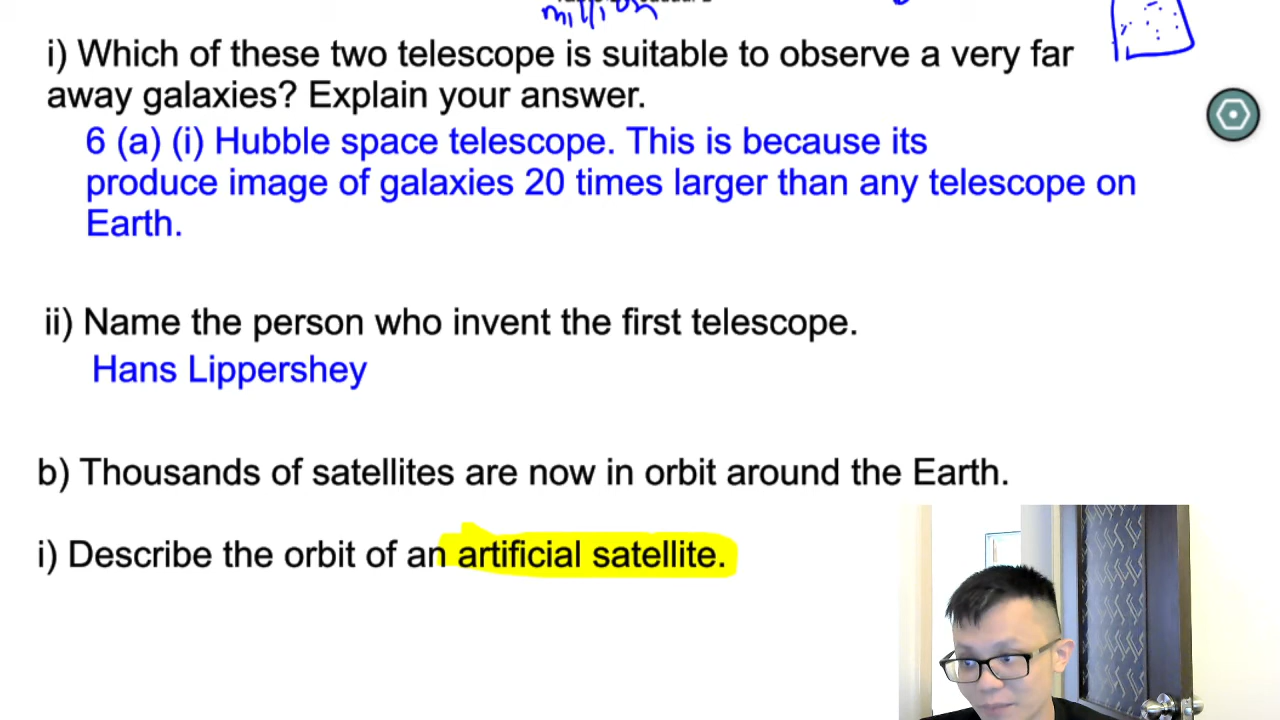 million
i) Which of these two telescope is suitable to observe a very far
away galaxies? Explain your answer.
6 (a) (i) Hubble space telescope. This is because its
produce image of galaxies 20 times larger than any telescope on
Earth.
ii) Name the person who invent the first telescope.
Hans Lippershey
b) Thousands of satellites are now in orbit around the Earth.
i) Describe the orbit of an artificial satellite.